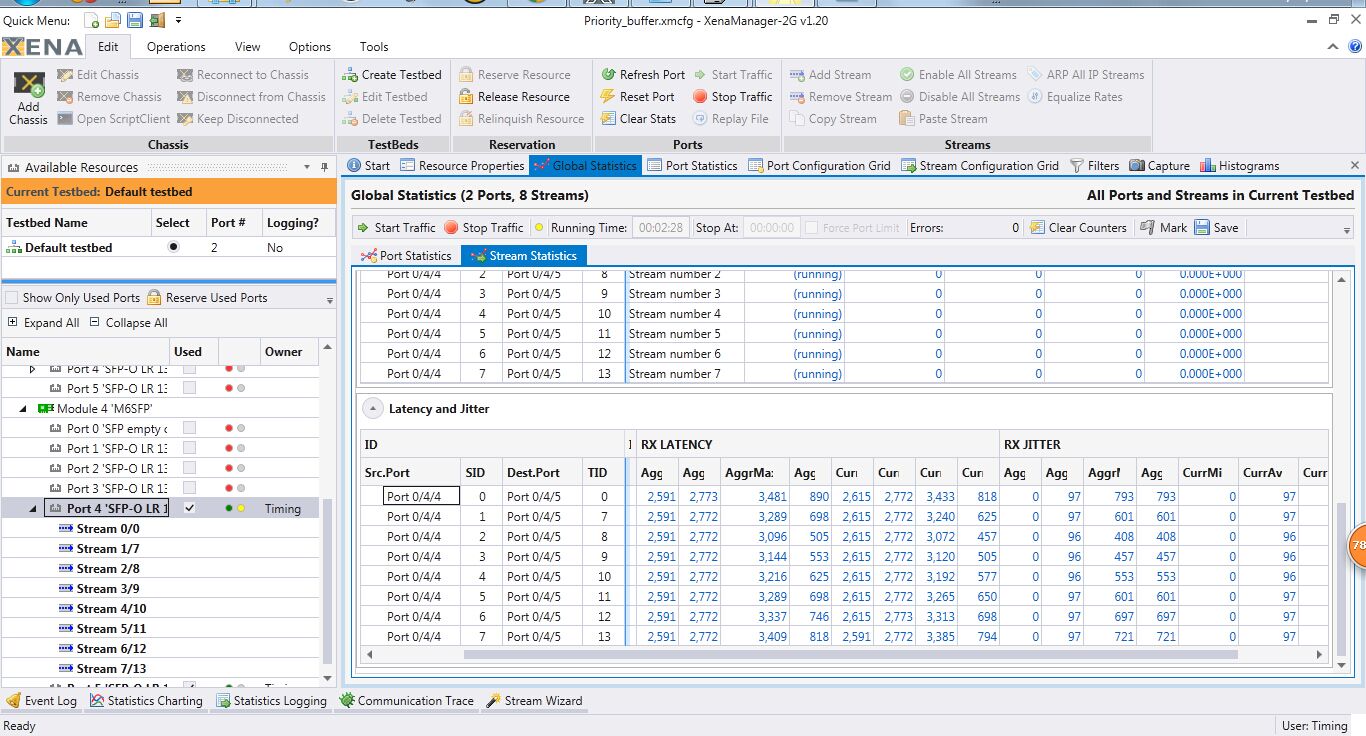 Quick Menu:
Priority_buffer.xmcfg - XenaManager-2G v1.20
XENA Edit Operations View Options Tools
Add Chassis
Edit Chassis Reconnect to Chassis
Remove Chassis Disconnect from Chassis
Open ScriptClient Keep Disconnected
Chassis
Create Testbed
Edit Testbed
Delete Testbed
TestBeds
Reserve Resource
Release Resource
Relinquish Resource
Reservation
Refresh Port Start Traffic
Reset Port Stop Traffic
Clear Stats Replay File
Ports
Add Stream Enable All Streams ARP All IP Streams
Remove Stream Disable All Streams Equalize Rates
Copy Stream Paste Stream
Streams
Available Resources
Current Testbed: Default testbed
Testbed Name Select Port # Logging?
Default testbed 2 No
Show Only Used Ports Reserve Used Ports
Expand All Collapse All
Name Used Owner
Port 4 'SFP-O LR 13
Port 5 'SFP-O LR 13
Module 4 'M6SFP'
Port 0 'SFP empty c
Port 1 'SFP-O LR 13
Port 2 'SFP-O LR 13
Port 3 'SFP-O LR 13
Port 4 'SFP-O LR 1 Timing
Stream 0/0
Stream 1/7
Stream 2/8
Stream 3/9
Stream 4/10
Stream 5/11
Stream 6/12
Stream 7/13
Start Resource Properties Global Statistics Port Statistics Port Configuration Grid Stream Configuration Grid Filters Capture Histograms
Global Statistics (2 Ports, 8 Streams) All Ports and Streams in Current Testbed
Start Traffic Stop Traffic Running Time: 00:02:28 Stop At: 00:00:00 Force Port Limit Errors: 0 Clear Counters Mark Save
Port Statistics Stream Statistics
Port 0/4/4 2 Port 0/4/5 8 Stream number 2 (running) 0 0 0 0.000E+000
Port 0/4/4 3 Port 0/4/5 9 Stream number 3 (running) 0 0 0 0.000E+000
Port 0/4/4 4 Port 0/4/5 10 Stream number 4 (running) 0 0 0 0.000E+000
Port 0/4/4 5 Port 0/4/5 11 Stream number 5 (running) 0 0 0 0.000E+000
Port 0/4/4 6 Port 0/4/5 12 Stream number 6 (running) 0 0 0 0.000E+000
Port 0/4/4 7 Port 0/4/5 13 Stream number 7 (running) 0 0 0 0.000E+000
Latency and Jitter
ID RX LATENCY RX JITTER
Src.Port SID Dest.Port TID Agg Agg AggrMa: Agg Curr Curr Curr Curr Agg Agg Aggr Agg CurrMi CurrAv Curr
Port 0/4/4 0 Port 0/4/5 0 2,591 2,773 3,481 890 2,615 2,772 3,433 818 0 97 793 793 0 97
Port 0/4/4 1 Port 0/4/5 7 2,591 2,772 3,289 698 2,615 2,772 3,240 625 0 97 601 601 0 97
Port 0/4/4 2 Port 0/4/5 8 2,591 2,772 3,096 505 2,615 2,772 3,072 457 0 96 408 408 0 96
Port 0/4/4 3 Port 0/4/5 9 2,591 2,772 3,144 553 2,615 2,772 3,120 505 0 96 457 457 0 96
Port 0/4/4 4 Port 0/4/5 10 2,591 2,772 3,216 625 2,615 2,772 3,192 577 0 96 553 553 0 96
Port 0/4/4 5 Port 0/4/5 11 2,591 2,772 3,289 698 2,615 2,772 3,265 650 0 97 601 601 0 97
Port 0/4/4 6 Port 0/4/5 12 2,591 2,772 3,337 746 2,615 2,773 3,313 698 0 97 697 697 0 97
Port 0/4/4 7 Port 0/4/5 13 2,591 2,772 3,409 818 2,591 2,772 3,385 794 0 97 721 721 0 97
78
Event Log Statistics Charting Statistics Logging Communication Trace Stream Wizard
Ready User: Timing